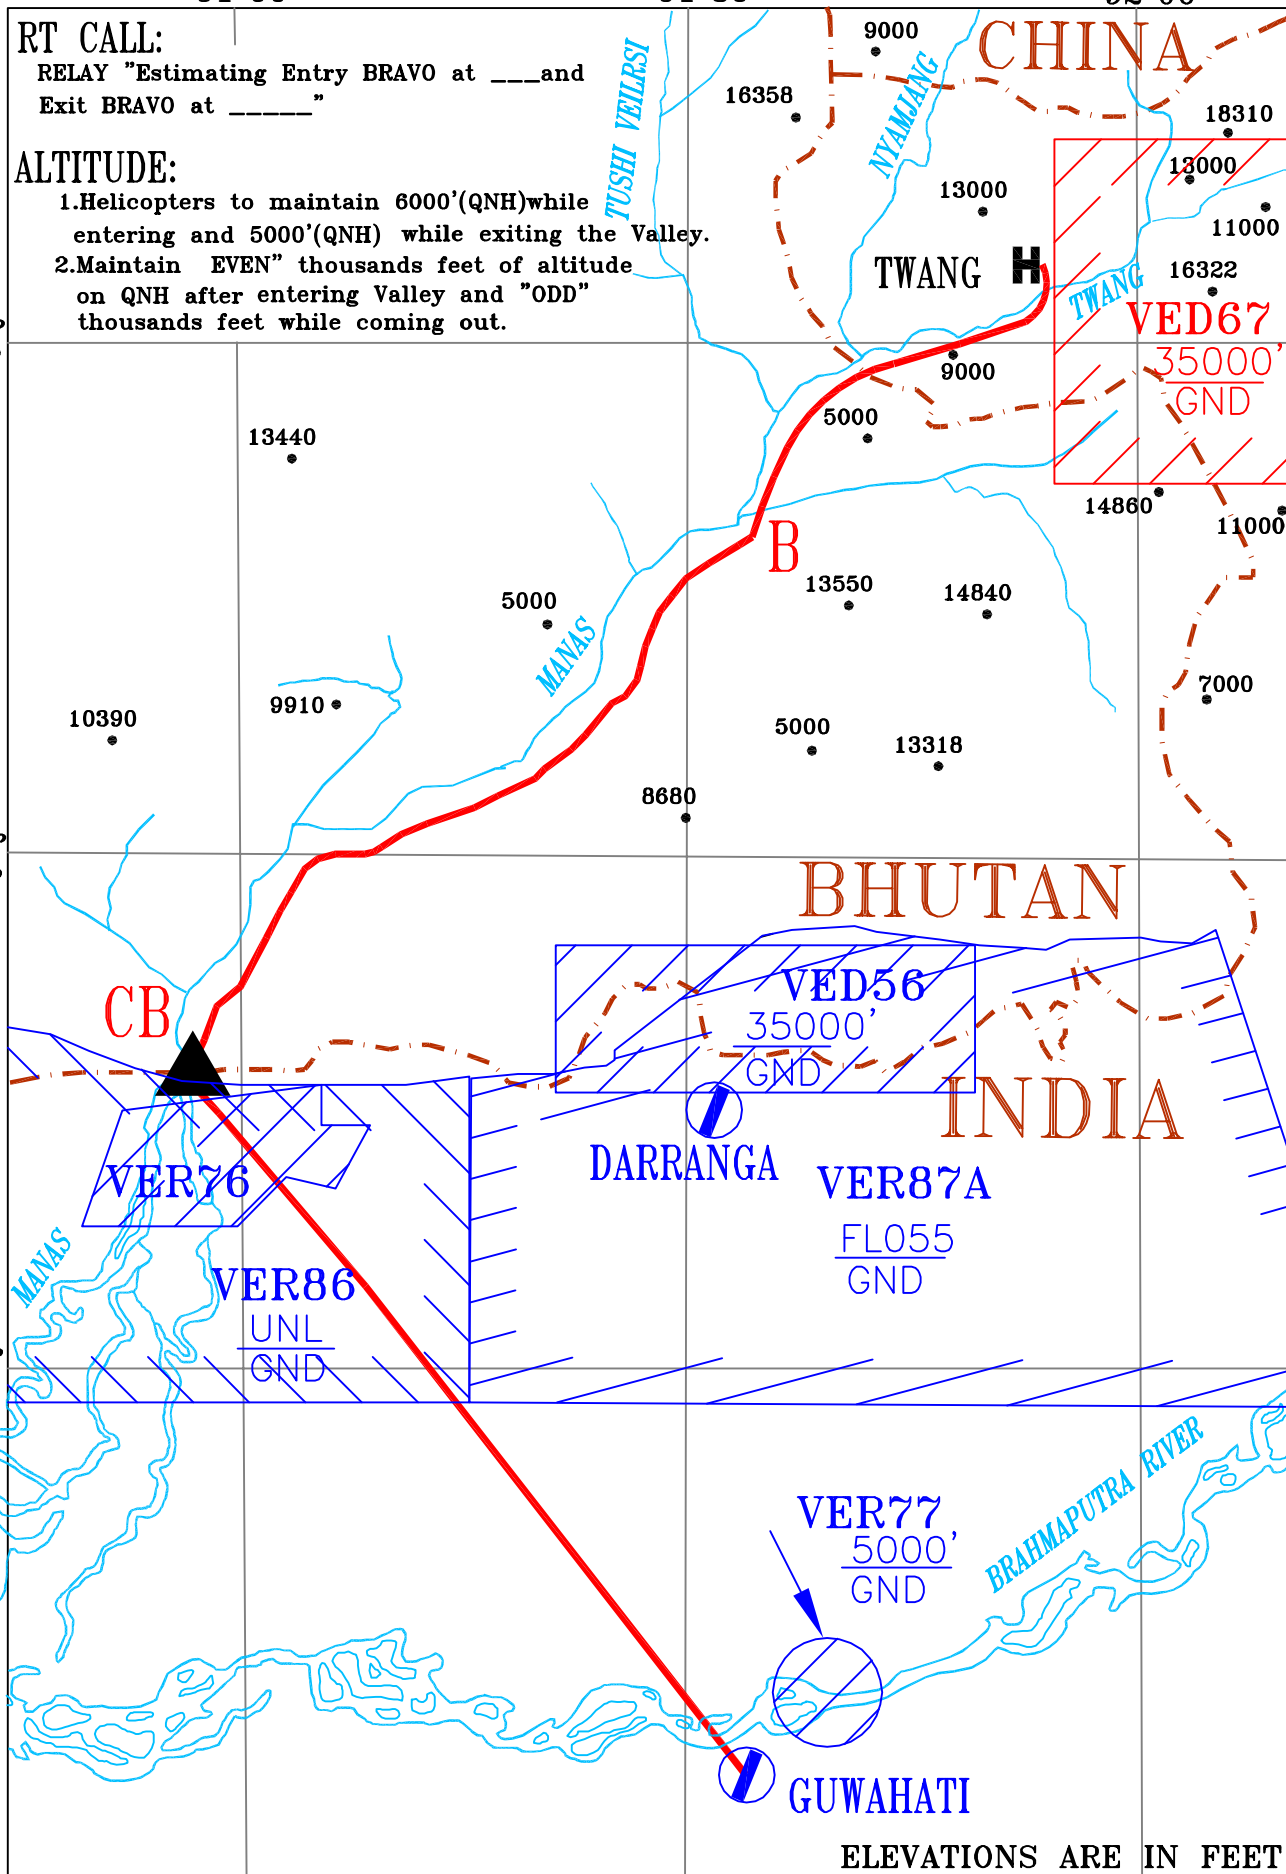 RT CALL:
RELAY "Estimating Entry BRAVO at ___and
Exit BRAVO at _____"
ALTITUDE:
1.Helicopters to maintain 6000'(QNH)while
entering and 5000'(QNH) while exiting the Valley.
2.Maintain EVEN" thousands feet of altitude
on QNH after entering Valley and "ODD"
thousands feet while coming out.
TUSHI VEILRSI
NYAMJANG
CHINA
9000
16358
18310
13000
13000
11000
TWANG
H
16322
TWANG
VED67
35000'
GND
9000
5000
13440
14860
11000
B
13550
14840
5000
MANAS
7000
9910
10390
5000
13318
8680
BHUTAN
CB
VED56
35000'
GND
INDIA
DARRANGA
VER76
VER87A
FL055
GND
MANAS
VER86
UNL
GND
BRAHMAPUTRA RIVER
VER77
5000'
GND
GUWAHATI
ELEVATIONS ARE IN FEET